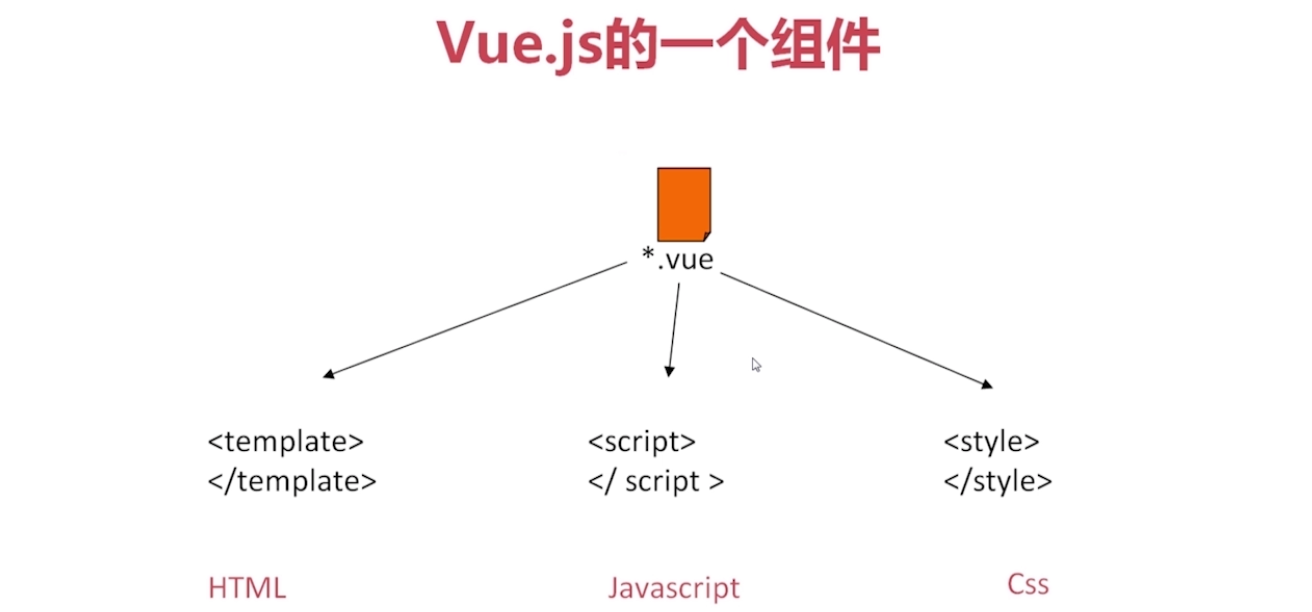 Vue.js的一个组件
*.vue
<template>
</template>
<script>
</ script >
<style>
</style>
HTML
Javascript
Css